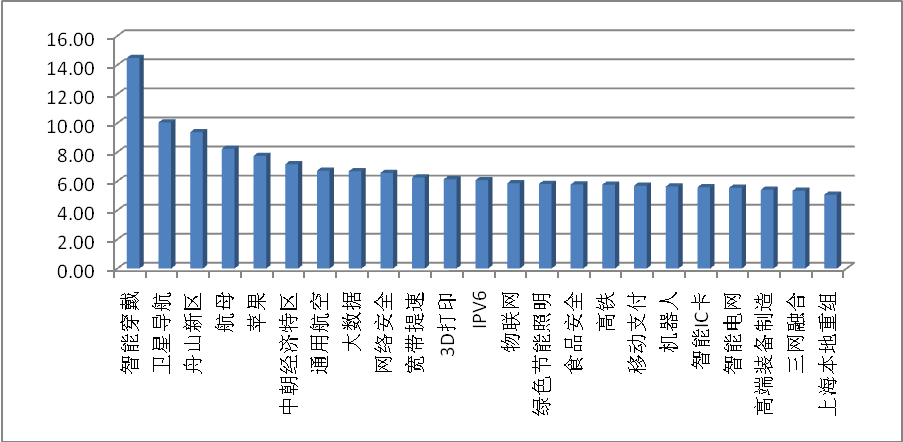 16.00
14.00
12.00
10.00
8.00
6.00
4.00
2.00
0.00
智能穿戴
卫星导航
舟山新区
航母
苹果
中朝经济特区
通用航空
大数据
网络安全
宽带提速
3D打印
IPV6
物联网
绿色节能照明
食品安全
高铁
移动支付
机器人
智能IC卡
智能电网
高端装备制造
三网融合
上海本地重组